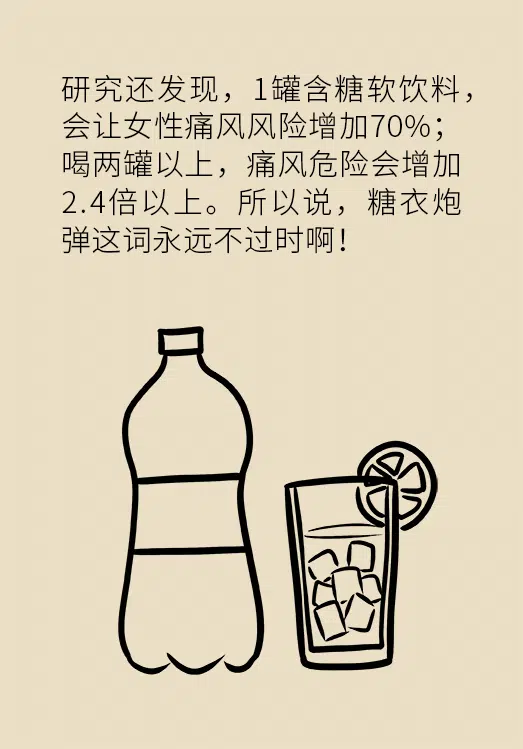 研究还发现，1罐含糖软饮料，
会让女性痛风风险增加70%；
喝两罐以上，痛风危险会增加
2.4倍以上。所以说，糖衣炮
弹这词永远不过时啊！